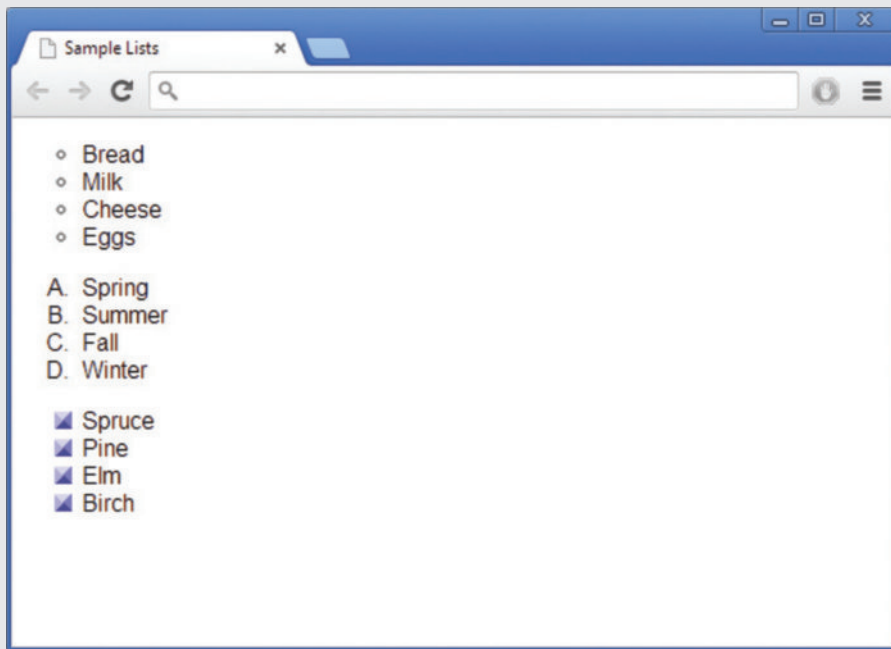 Sample Lists
Bread
Milk
Cheese
Eggs
A. Spring
B. Summer
C. Fall
D. Winter
Spruce
Pine
Elm
Birch